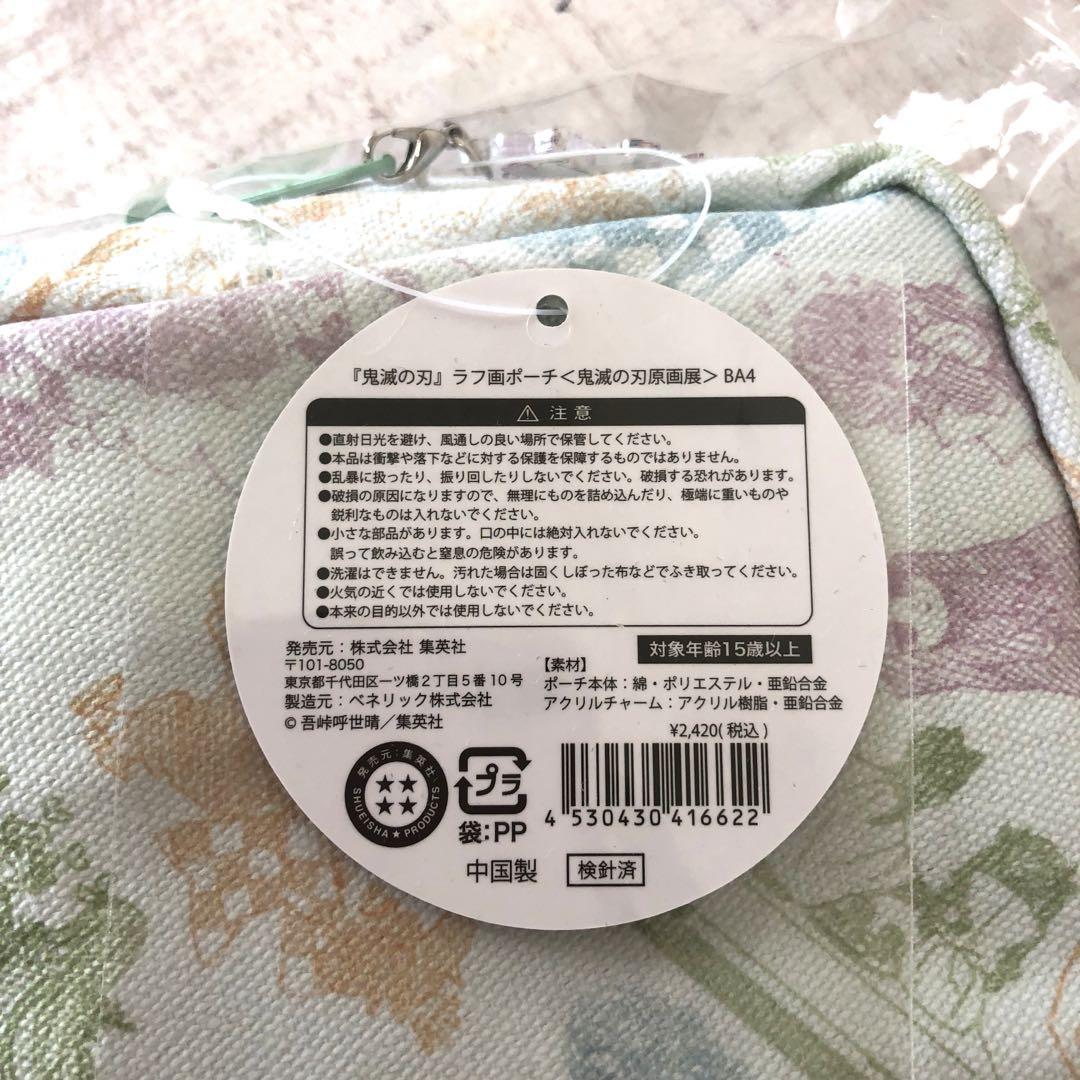 『鬼滅の刃』ラフ画ポーチ＜鬼滅の刃原画展＞ BA4
⚠ 注意
●直射日光を避け、風通しの良い場所で保管してください。
●本品は衝撃や落下などに対する保護を保障するものではありません。
●乱暴に扱ったり、振り回したりしないでください。破損する恐れがあります。
●破損の原因になりますので、無理にものを詰め込んだり、極端に重いものや
鋭利なものは入れないでください。
●小さな部品があります。口の中には絶対入れないでください。
誤って飲み込むと窒息の危険があります。
●洗濯はできません。汚れた場合は固くしぼった布などでふき取ってください。
●火気の近くでは使用しないでください。
●本来の目的以外では使用しないでください。
発売元：株式会社 集英社
〒101-8050
東京都千代田区一ツ橋2丁目5番10号
製造元：ベネリック株式会社
© 吾峠呼世晴／集英社
対象年齢15歳以上
【素材】
ポーチ本体：綿・ポリエステル・亜鉛合金
アクリルチャーム：アクリル樹脂・亜鉛合金
¥2,420(税込)
発売元：集英社
SHUEISHA★PRODUCTS
プラ
袋:PP
4 530430 416622
中国製
検針済